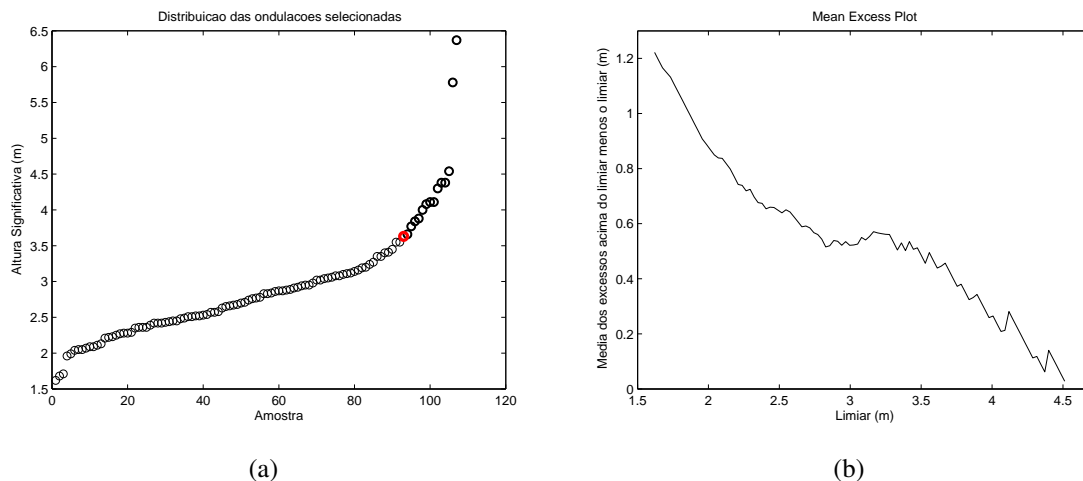 Distribuicao das ondulacoes selecionadas
Altura Significativa (m)
6.5
6
5.5
5
4.5
4
3.5
3
2.5
2
1.5
0 20 40 60 80 100 120
Amostra
(a)
Mean Excess Plot
Media dos excessos acima do limiar menos o limiar (m)
1.2
1
0.8
0.6
0.4
0.2
0
1.5 2 2.5 3 3.5 4 4.5
Limiar (m)
(b)